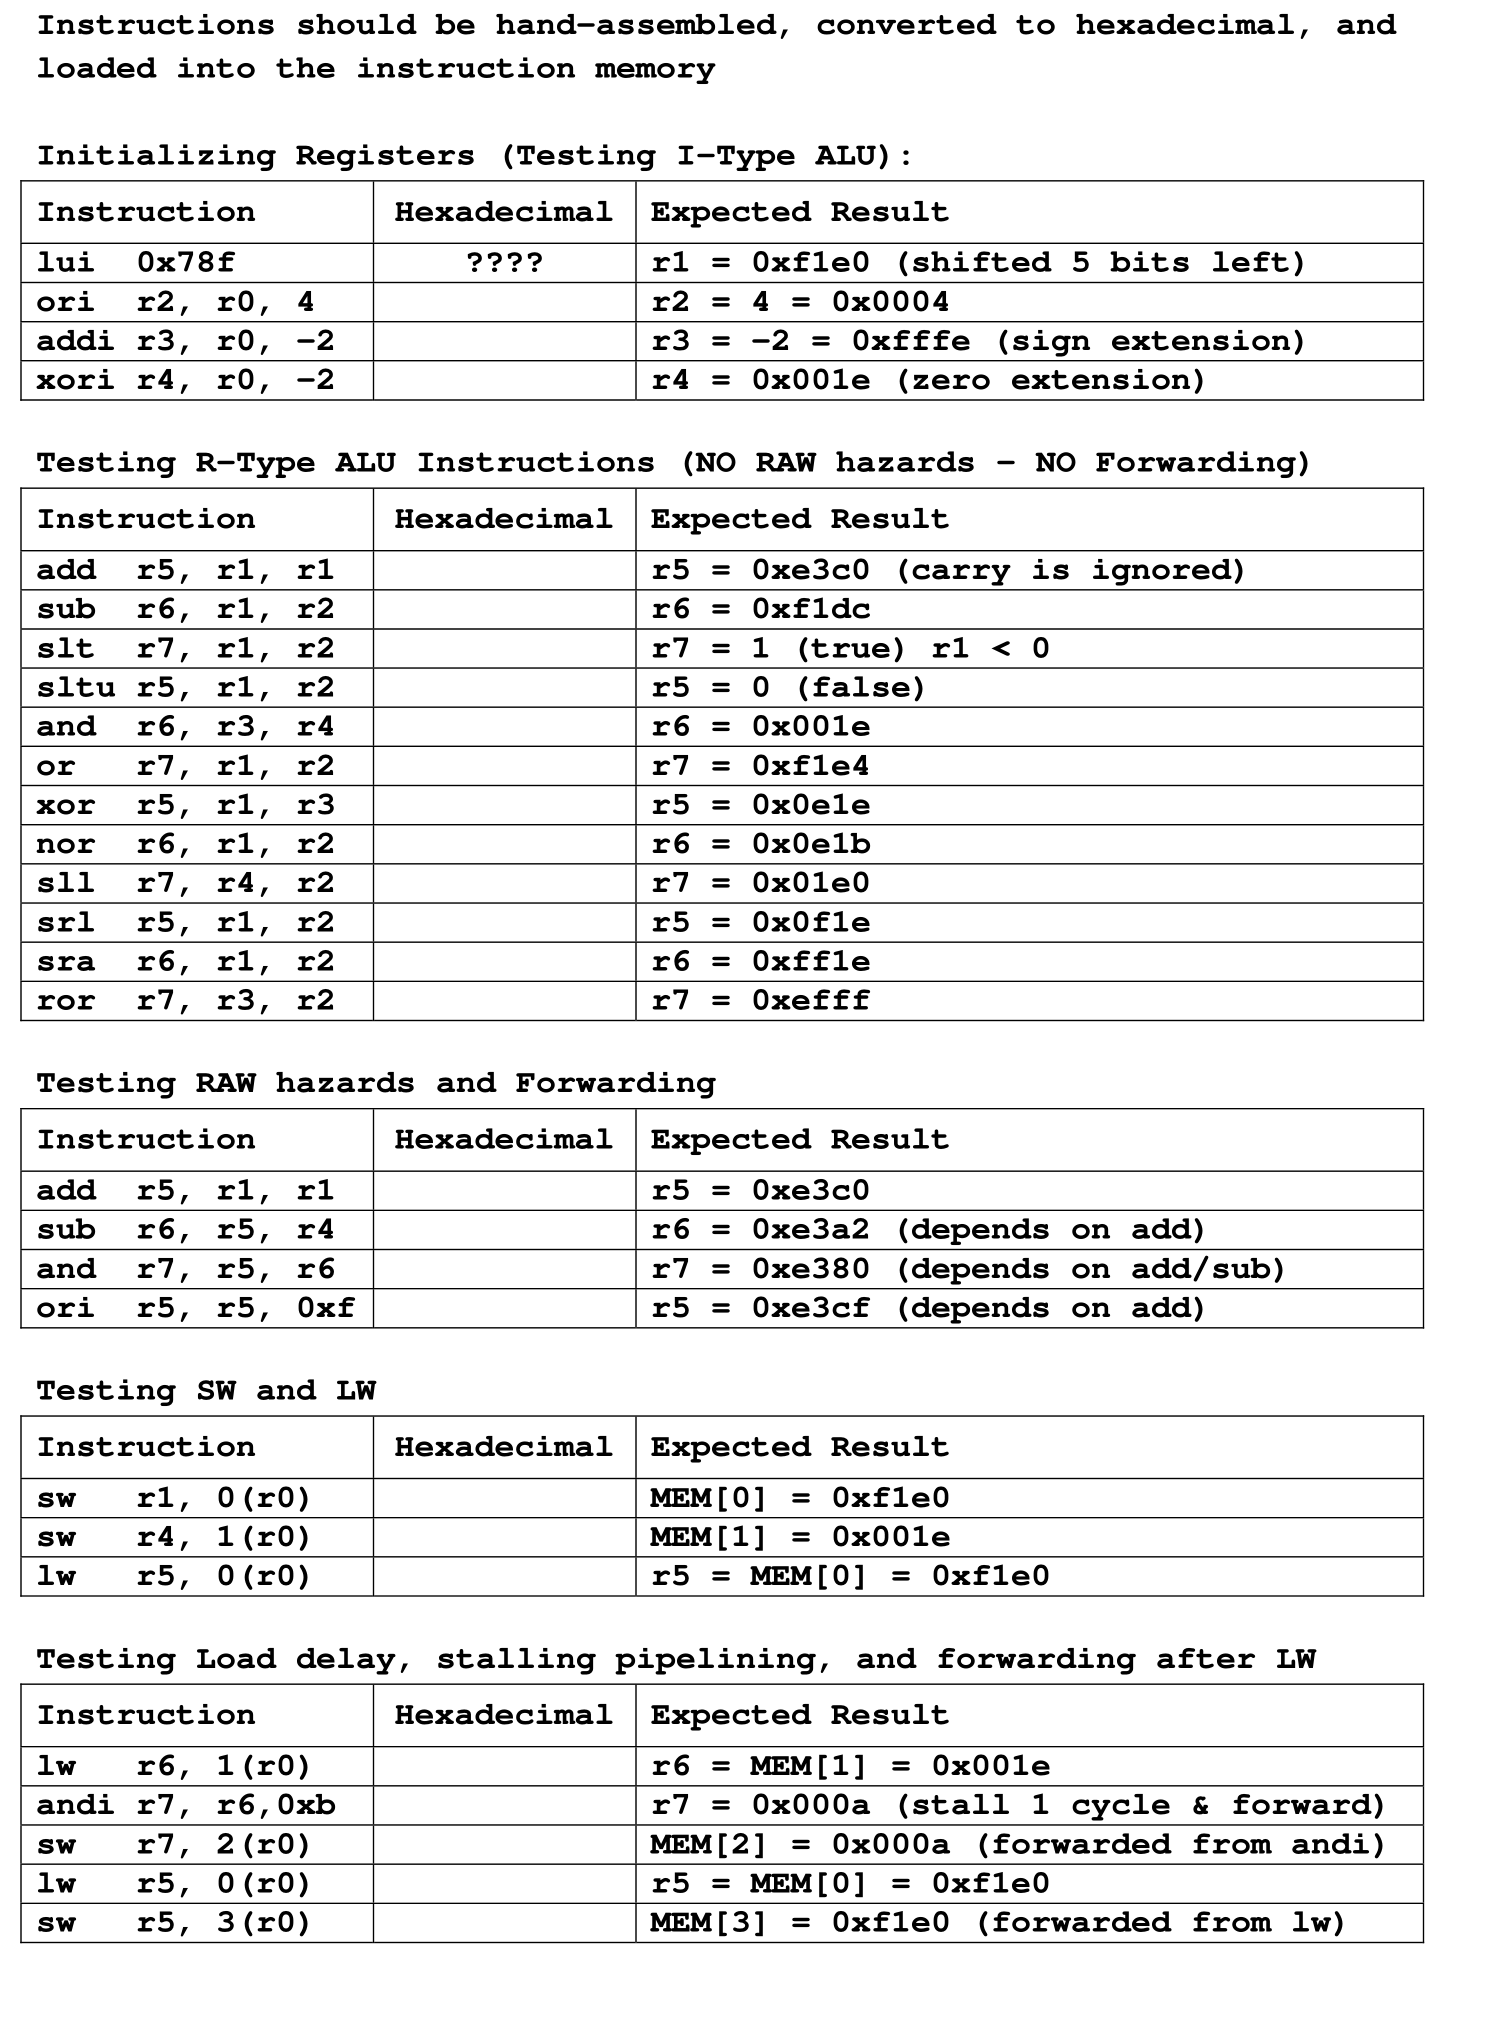 Instructions should be hand-assembled, converted to hexadecimal, and
loaded into the instruction memory
Initializing Registers (Testing I-Type ALU):
Instruction Hexadecimal Expected Result
lui 0x78f ???? r1 = 0xf1e0 (shifted 5 bits left)
ori r2, r0, 4 r2 = 4 = 0x0004
addi r3, r0, -2 r3 = -2 = 0xfffe (sign extension)
xori r4, r0, -2 r4 = 0x001e (zero extension)
Testing R-Type ALU Instructions (NO RAW hazards - NO Forwarding)
Instruction Hexadecimal Expected Result
add r5, r1, r1 r5 = 0xe3c0 (carry is ignored)
sub r6, r1, r2 r6 = 0xf1dc
slt r7, r1, r2 r7 = 1 (true) r1 < 0
sltu r5, r1, r2 r5 = 0 (false)
and r6, r3, r4 r6 = 0x001e
or r7, r1, r2 r7 = 0xf1e4
xor r5, r1, r3 r5 = 0x0e1e
nor r6, r1, r2 r6 = 0x0e1b
sll r7, r4, r2 r7 = 0x01e0
srl r5, r1, r2 r5 = 0x0f1e
sra r6, r1, r2 r6 = 0xff1e
ror r7, r3, r2 r7 = 0xefff
Testing RAW hazards and Forwarding
Instruction Hexadecimal Expected Result
add r5, r1, r1 r5 = 0xe3c0
sub r6, r5, r4 r6 = 0xe3a2 (depends on add)
and r7, r5, r6 r7 = 0xe380 (depends on add/sub)
ori r5, r5, 0xf r5 = 0xe3cf (depends on add)
Testing SW and LW
Instruction Hexadecimal Expected Result
sw r1, 0(r0) MEM[0] = 0xf1e0
sw r4, 1(r0) MEM[1] = 0x001e
lw r5, 0(r0) r5 = MEM[0] = 0xf1e0
Testing Load delay, stalling pipelining, and forwarding after LW
Instruction Hexadecimal Expected Result
lw r6, 1(r0) r6 = MEM[1] = 0x001e
andi r7, r6,0xb r7 = 0x000a (stall 1 cycle & forward)
sw r7, 2(r0) MEM[2] = 0x000a (forwarded from andi)
lw r5, 0(r0) r5 = MEM[0] = 0xf1e0
sw r5, 3(r0) MEM[3] = 0xf1e0 (forwarded from lw)